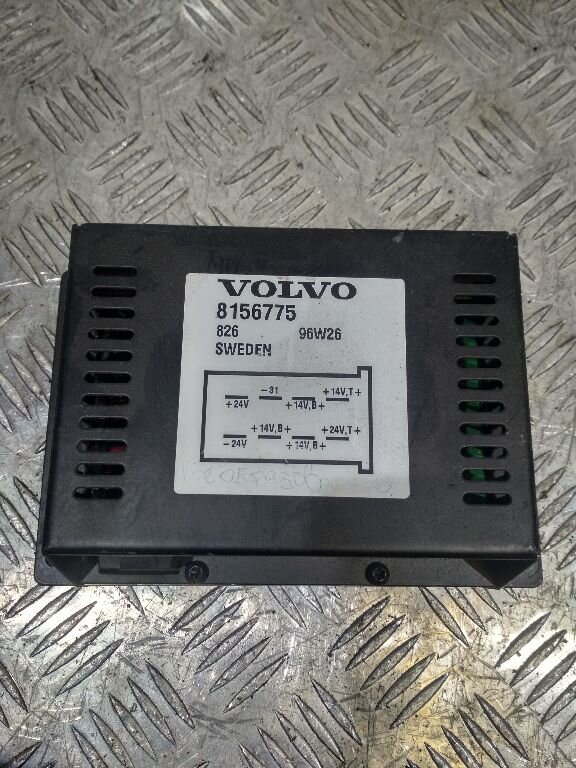 VOLVO
8156775
826 96W26
SWEDEN
-31 +14V,T+
+24V +14V,B+
+14V,B+ +24V,T+
-24V +14V,B+